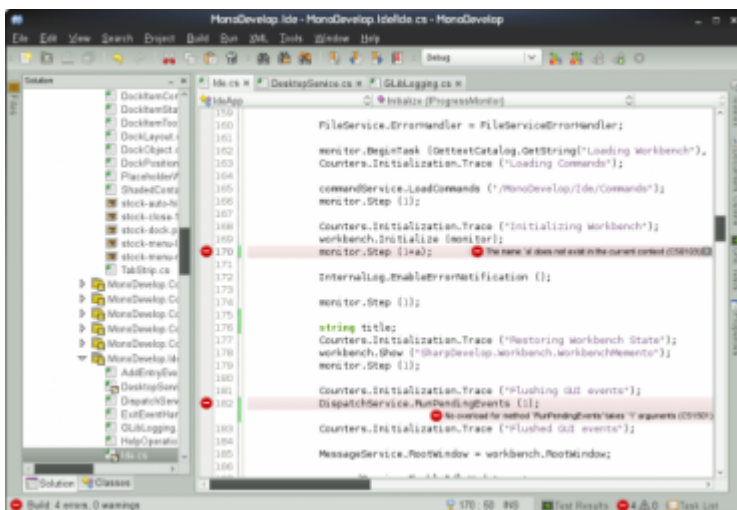 MonoDevelop.Ide - MonoDevelop.Ide/Ide.cs - MonoDevelop
File Edit View Search Project Build Run XML Tools Window Help
Debug
Solution
Ide.cs DesktopService.cs GLibLogging.cs
IdeApp Initialize (ProgressMonitor)
DockItemCor
DockItemSta
DockItemToo
DockLayout.c
DockObject.c
DockPosition
PlaceholderW
ShadedConta
stock-auto-hi
stock-close-1
stock-dock.p
stock-menu-l
stock-menu-r
TabStrip.cs
MonoDevelop.Co
MonoDevelop.Co
MonoDevelop.Co
MonoDevelop.Co
MonoDevelop.Ide
AddEntryEve
DesktopServi
DispatchServ
ExitEventHar
GLibLogging
HelpOperatio
Ide.cs
Solution Classes
159
160 FileService.ErrorHandler = FileServiceErrorHandler;
161
162 monitor.BeginTask (GettextCatalog.GetString("Loading Workbench"),
163 Counters.Initialization.Trace ("Loading Commands");
164
165 commandService.LoadCommands ("/MonoDevelop/Ide/Commands");
166 monitor.Step (1);
167
168 Counters.Initialization.Trace ("Initializing Workbench");
169 workbench.Initialize (monitor);
170 monitor.Step (1+a); The name 'a' does not exist in the current context (CS0103)
171
172 InternalLog.EnableErrorNotification ();
173
174 monitor.Step (1);
175
176 string title;
177 Counters.Initialization.Trace ("Restoring Workbench State");
178 workbench.Show ("SharpDevelop.Workbench.WorkbenchMemento");
179 monitor.Step (1);
180
181 Counters.Initialization.Trace ("Flushing GUI events");
182 DispatchService.RunPendingEvents (1);
No overload for method 'RunPendingEvents' takes '1' arguments (CS1501)
183 Counters.Initialization.Trace ("Flushed GUI events");
184
185 MessageService.RootWindow = workbench.RootWindow;
186
Build: 4 errors, 0 warnings 170 : 50 INS Test Results 4 0 Task List